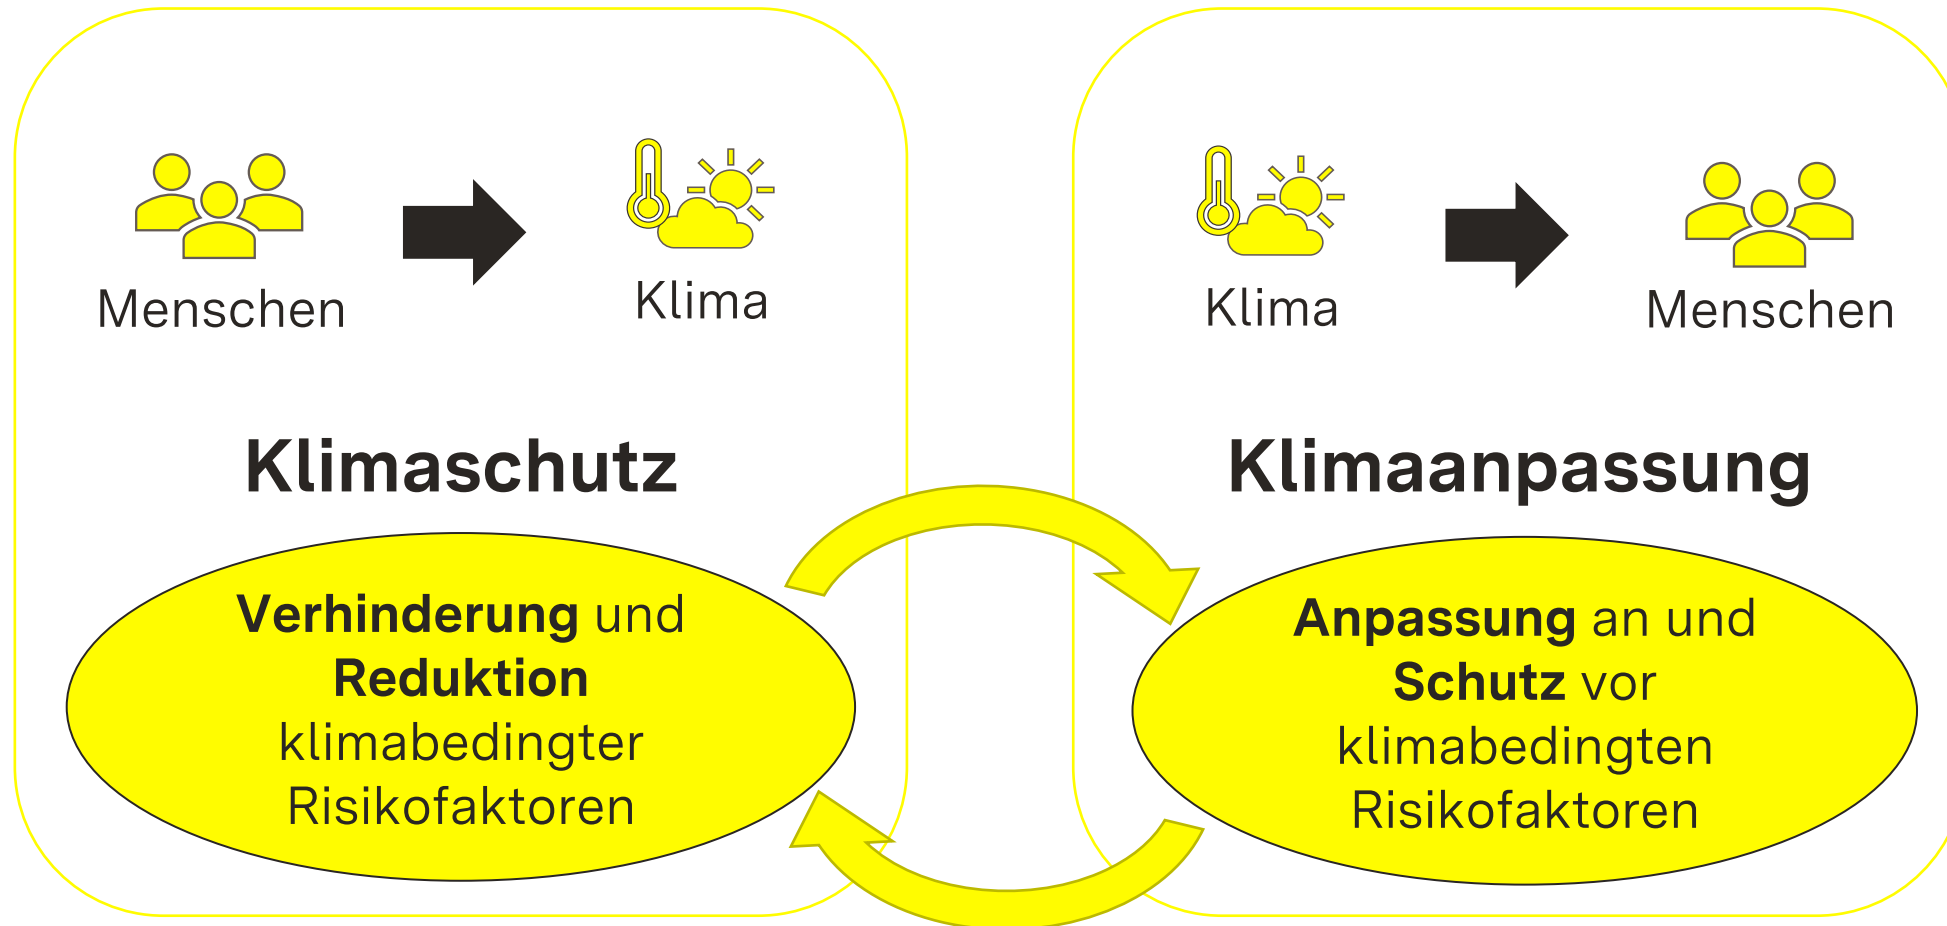 Menschen
Klima
Klimaschutz
Verhinderung und
Reduktion
klimabedingter
Risikofaktoren
Klima
Menschen
Klimaanpassung
Anpassung an und
Schutz vor
klimabedingten
Risikofaktoren